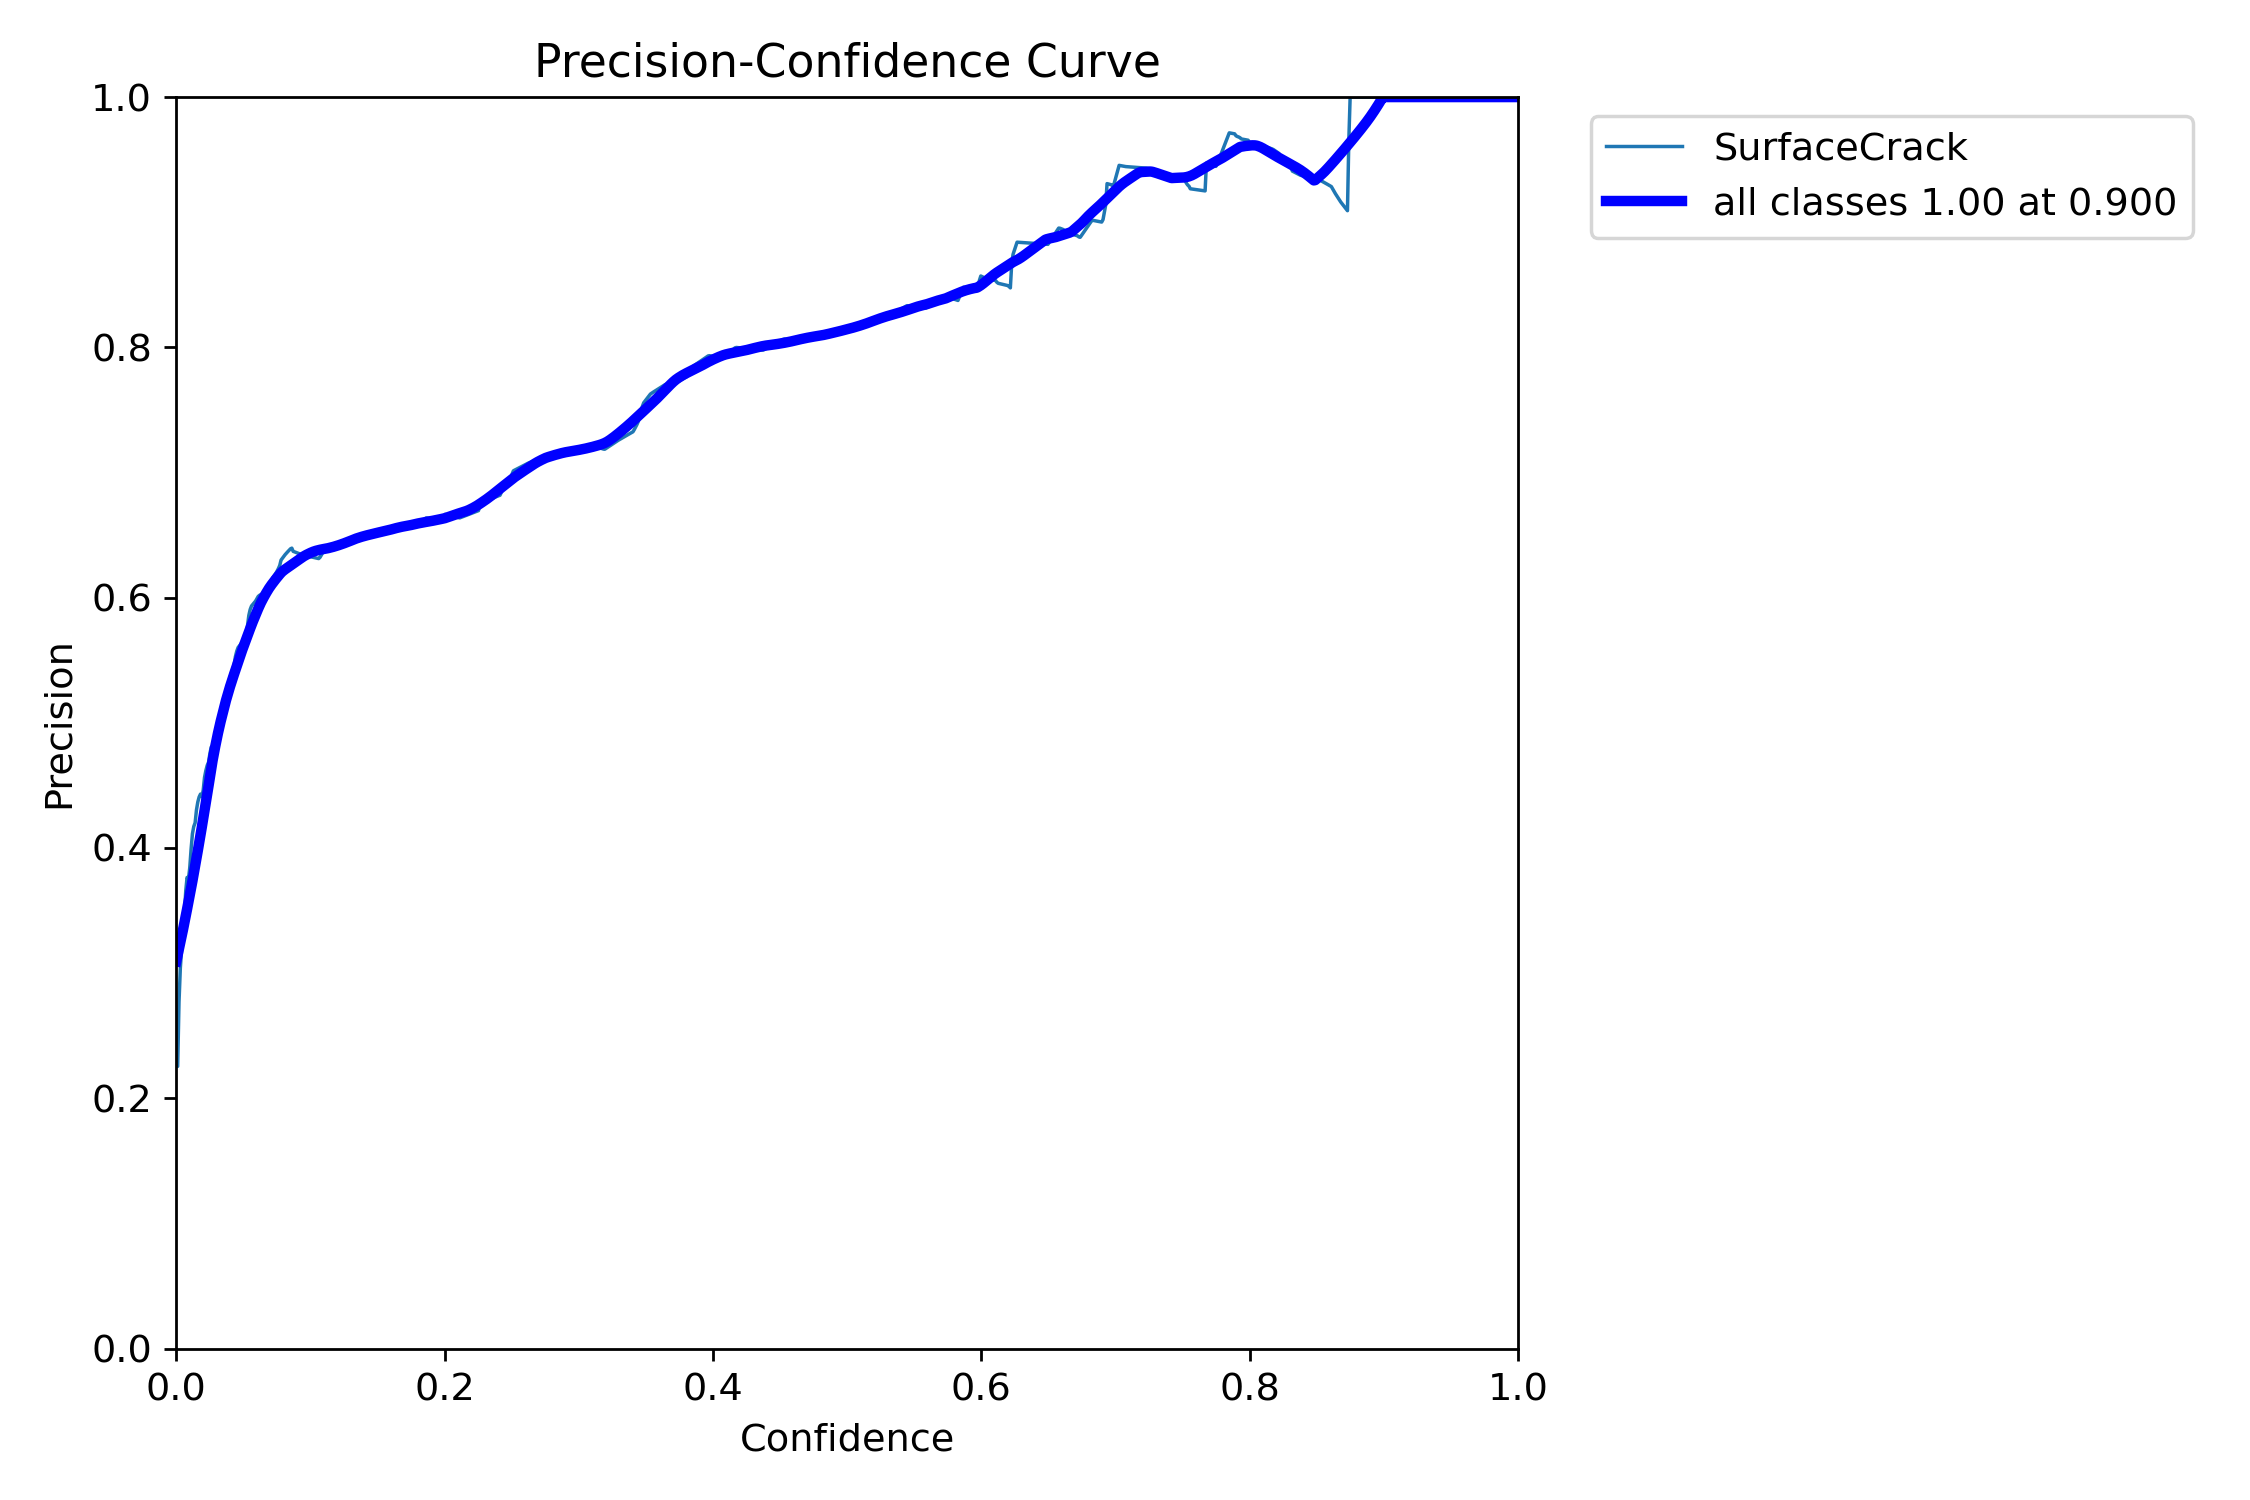 Precision-Confidence Curve
SurfaceCrack
all classes 1.00 at 0.900
Precision
1.0
0.8
0.6
0.4
0.2
0.0
0.0 0.2 0.4 0.6 0.8 1.0
Confidence